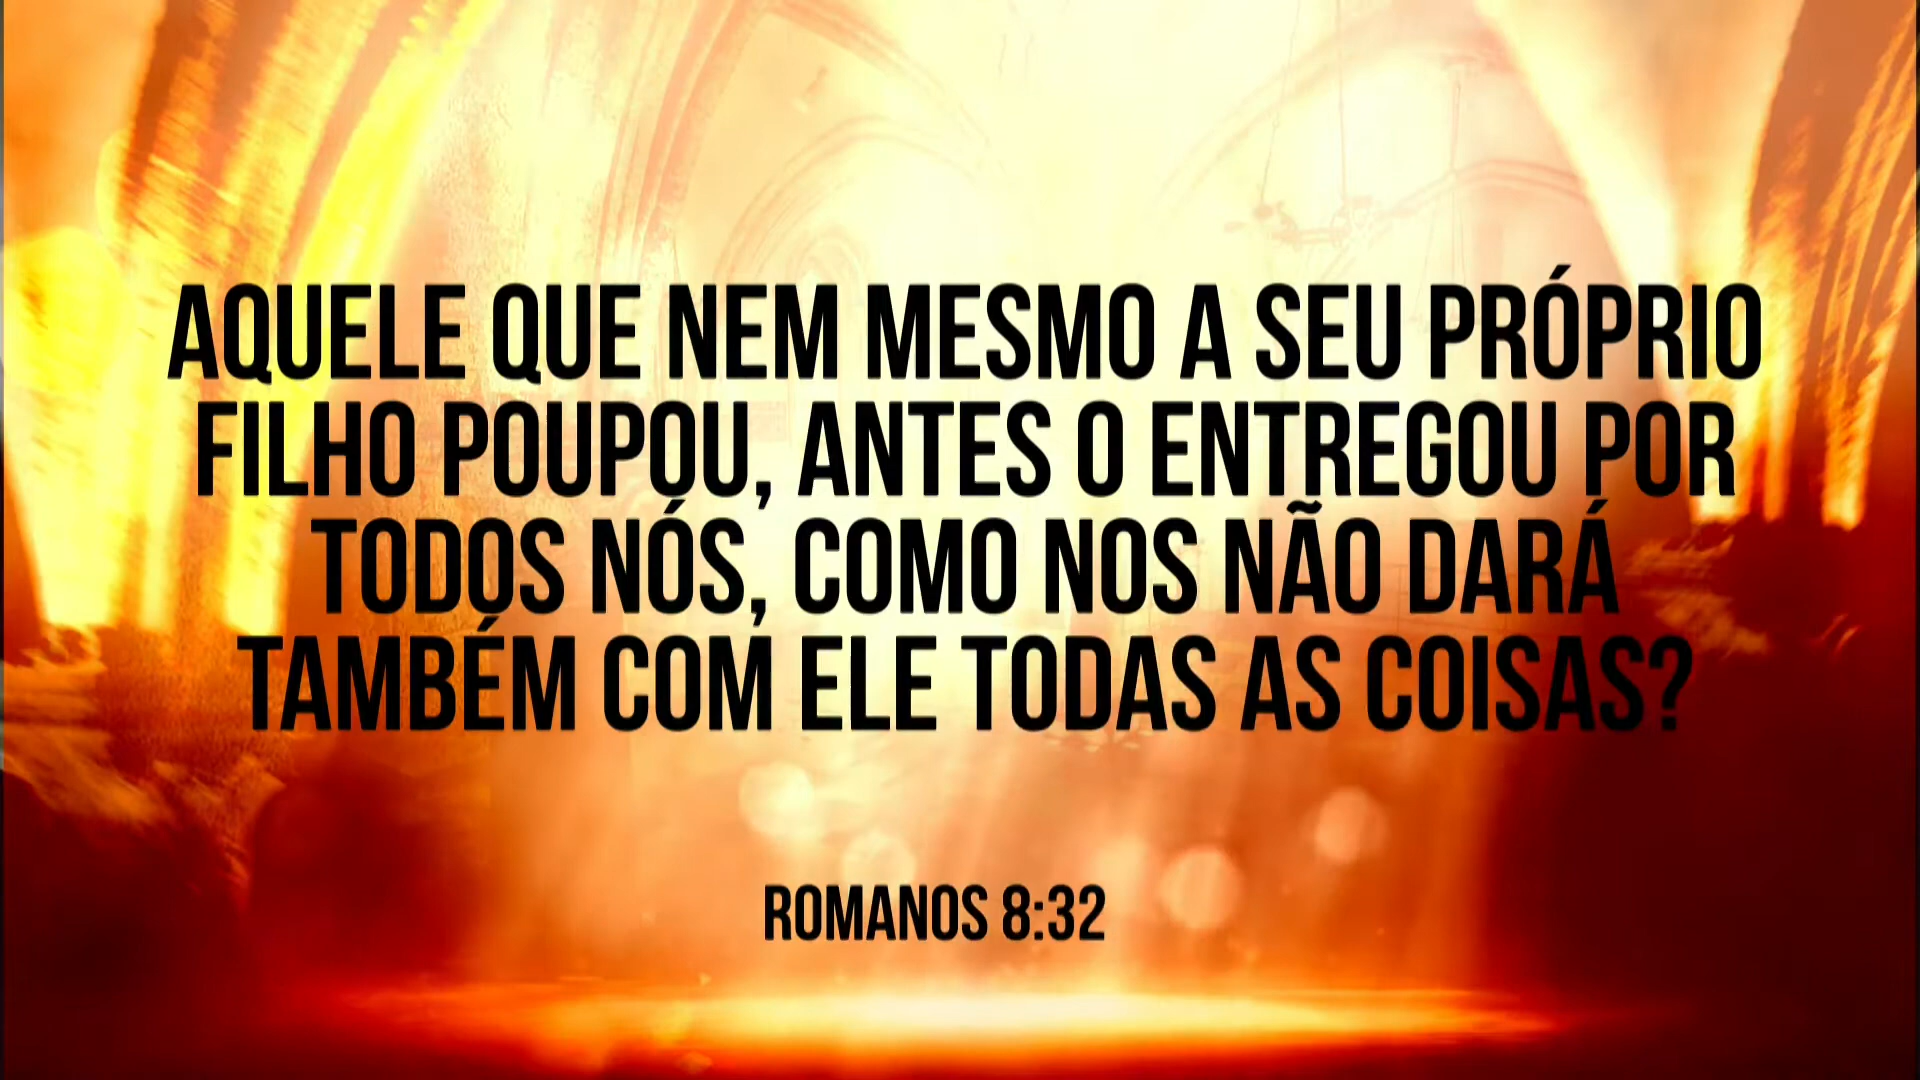 AQUELE QUE NEM MESMO A SEU PRÓPRIO
FILHO POUPOU, ANTES O ENTREGOU POR
TODOS NÓS, COMO NOS NÃO DARÁ
TAMBÉM COM ELE TODAS AS COISAS?
ROMANOS 8:32